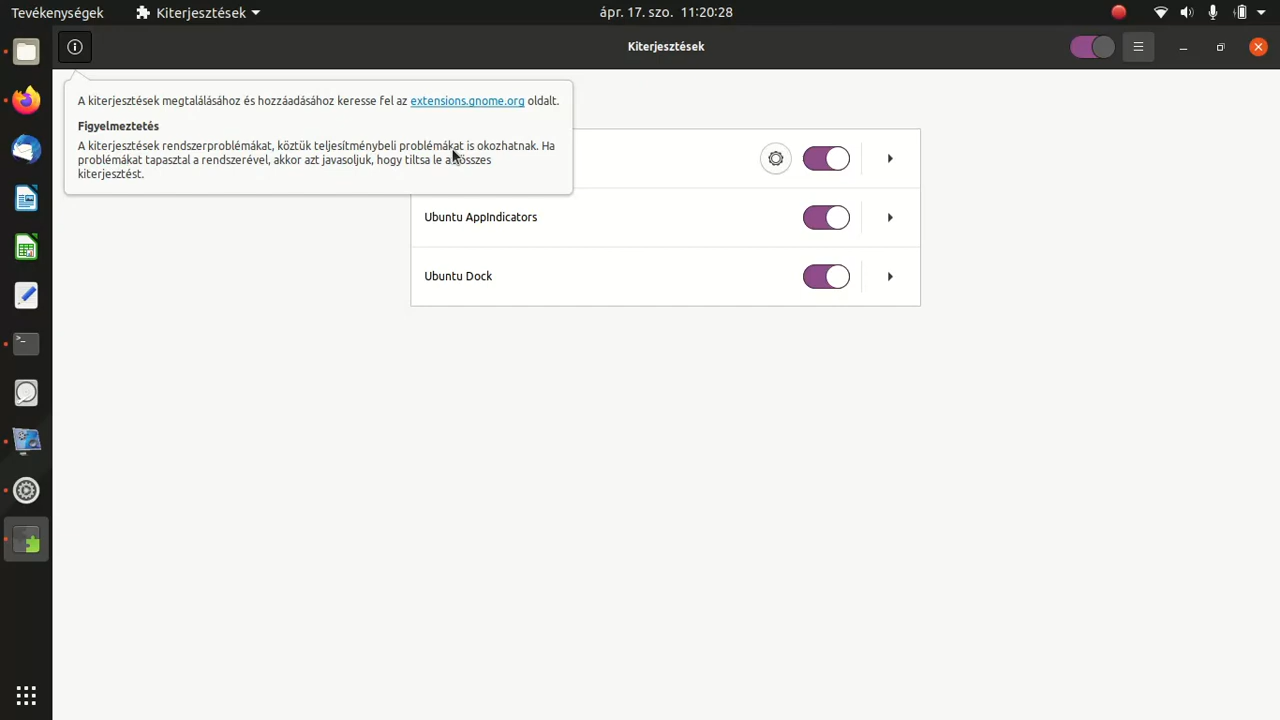 Tevékenységek
Kiterjesztések
ápr. 17. szo. 11:20:28
Kiterjesztések
A kiterjesztések megtalálásához és hozzáadásához keresse fel az extensions.gnome.org oldalt.
Figyelmeztetés
A kiterjesztések rendszerproblémákat, köztük teljesítménybeli problémákat is okozhatnak. Ha
problémákat tapasztal a rendszerével, akkor azt javasoljuk, hogy tiltsa le az összes
kiterjesztést.
Ubuntu AppIndicators
Ubuntu Dock